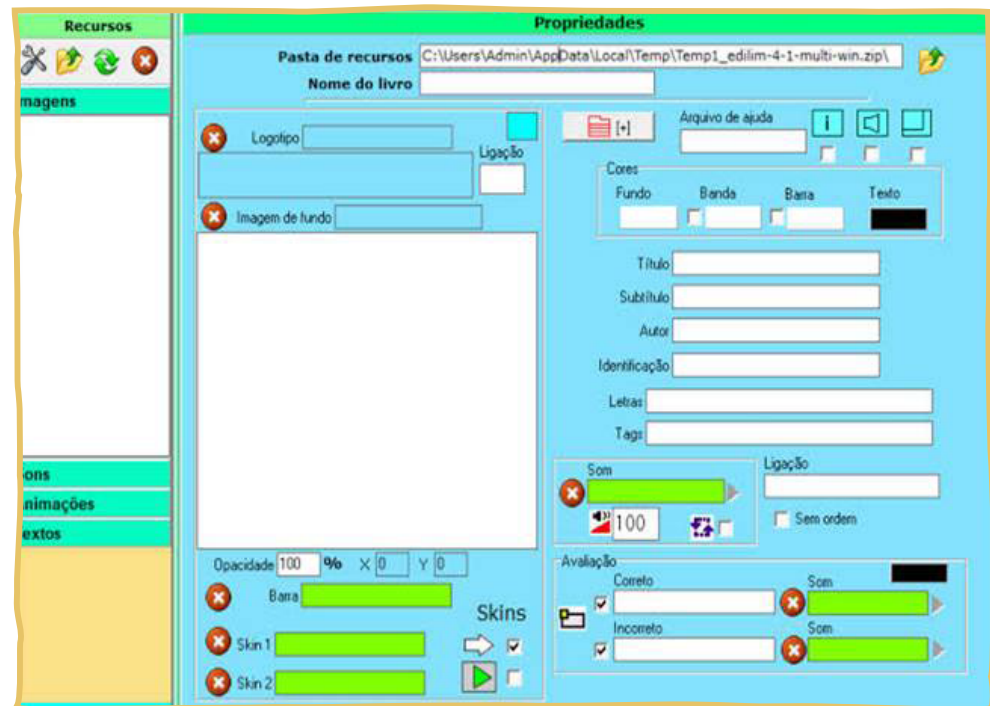 Recursos
Propriedades
Pasta de recursos C:\Users\Admin\AppData\Local\Temp\Temp1_edilim-4-1-multi-win.zip\
Nome do livro
magens
Logotipo
Ligação
Imagem de fundo
[+]
Arquivo de ajuda
i
Cores
Fundo Banda Barra Texto
Título
Subtítulo
Autor
Identificação
Letras
Tags
ons
nimações
extos
Som
100
Ligação
Sem ordem
Opacidade 100 % X 0 Y 0
Barra
Skins
Skin 1
Skin 2
Avaliação
Correto Som
Incorreto Som